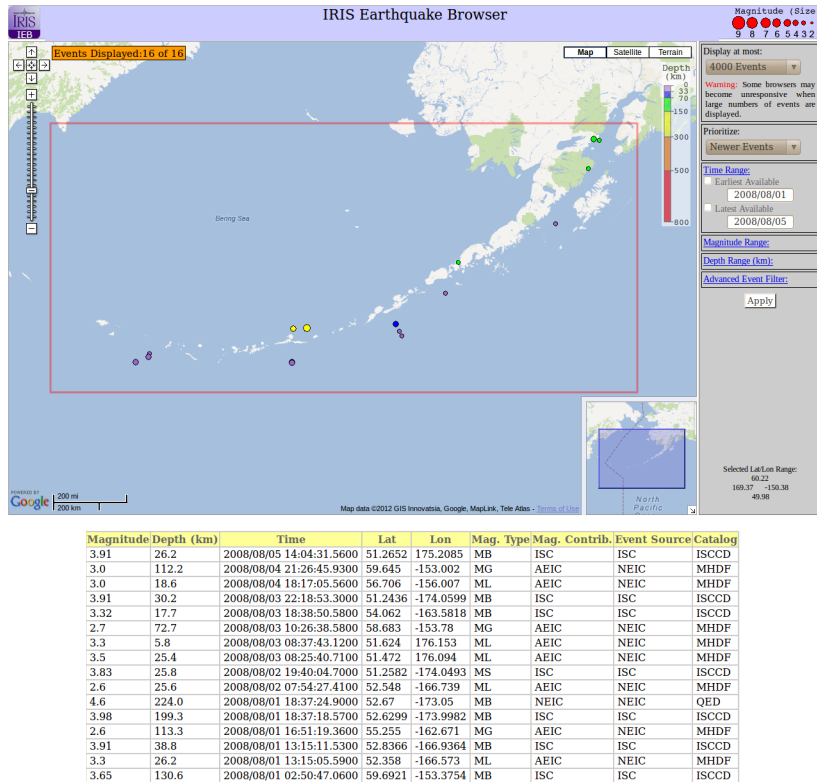 IRIS
IEB
IRIS Earthquake Browser
Magnitude (Size
9 8 7 6 5 4 3 2
Events Displayed:16 of 16
Map Satellite Terrain
Depth
(km)
0
33
70
150
300
500
800
Bering Sea
POWERED BY
Google
200 mi
200 km
North
Pacific
Map data ©2012 GIS Innovatsia, Google, MapLink, Tele Atlas - Terms of Use
Display at most:
4000 Events
Warning: Some browsers may
become unresponsive when
large numbers of events are
displayed.
Prioritize:
Newer Events
Time Range:
Earliest Available
2008/08/01
Latest Available
2008/08/05
Magnitude Range:
Depth Range (km):
Advanced Event Filter:
Apply
Selected Lat/Lon Range:
60.22
169.37 -150.38
49.98
Magnitude Depth (km) Time Lat Lon Mag. Type Mag. Contrib. Event Source Catalog
3.91 26.2 2008/08/05 14:04:31.5600 51.2652 175.2085 MB ISC ISC ISCCD
3.0 112.2 2008/08/04 21:26:45.9300 59.645 -153.002 MG AEIC NEIC MHDF
3.0 18.6 2008/08/04 18:17:05.5600 56.706 -156.007 ML AEIC NEIC MHDF
3.91 30.2 2008/08/03 22:18:53.3000 51.2436 -174.0599 MB ISC ISC ISCCD
3.32 17.7 2008/08/03 18:38:50.5800 54.062 -163.5818 MB ISC ISC ISCCD
2.7 72.7 2008/08/03 10:26:38.5800 58.683 -153.78 MG AEIC NEIC MHDF
3.3 5.8 2008/08/03 08:37:43.1200 51.624 176.153 ML AEIC NEIC MHDF
3.5 25.4 2008/08/03 08:25:40.7100 51.472 176.094 ML AEIC NEIC MHDF
3.83 25.8 2008/08/02 19:40:04.7000 51.2582 -174.0493 MS ISC ISC ISCCD
2.6 25.6 2008/08/02 07:54:27.4100 52.548 -166.739 ML AEIC NEIC MHDF
4.6 224.0 2008/08/01 18:37:24.9000 52.67 -173.05 MB NEIC NEIC QED
3.98 199.3 2008/08/01 18:37:18.5700 52.6299 -173.9982 MB ISC ISC ISCCD
2.6 113.3 2008/08/01 16:51:19.3600 55.255 -162.671 MG AEIC NEIC MHDF
3.91 38.8 2008/08/01 13:15:11.5300 52.8366 -166.9364 MB ISC ISC ISCCD
3.3 26.2 2008/08/01 13:15:05.5900 52.358 -166.573 ML AEIC NEIC MHDF
3.65 130.6 2008/08/01 02:50:47.0600 59.6921 -153.3754 MB ISC ISC ISCCD